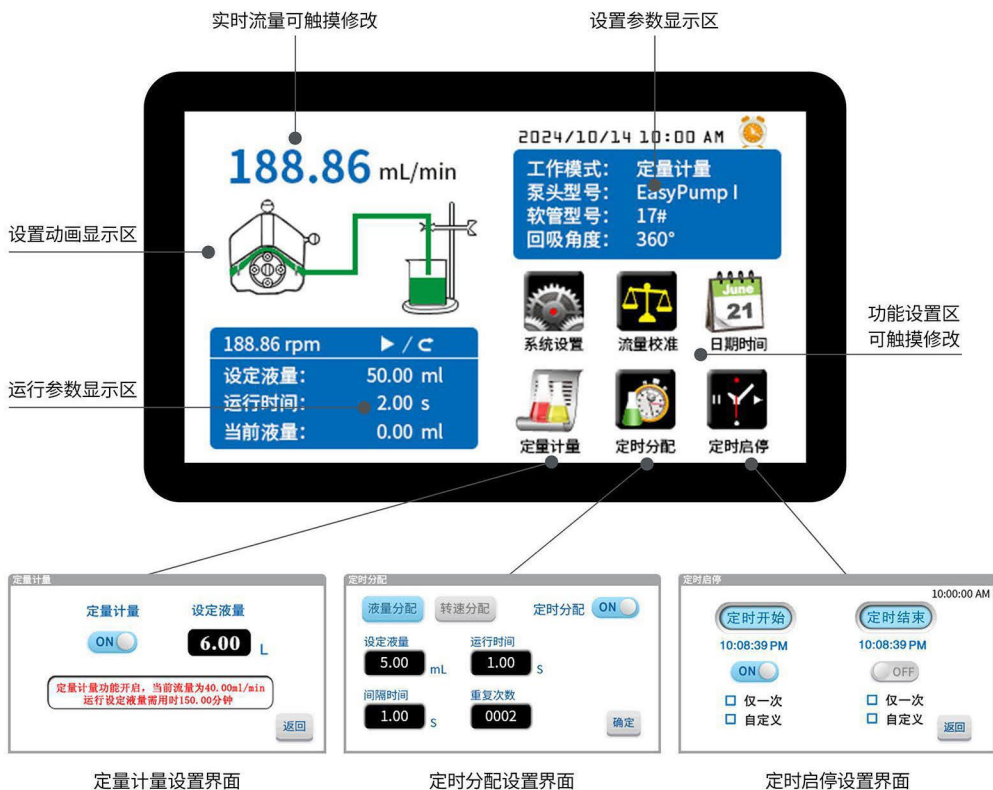 实时流量可触摸修改
设置参数显示区
188.86 mL/min
2024/10/14 10:00 AM
工作模式: 定量计量
泵头型号: EasyPump I
软管型号: 17#
回吸角度: 360°
设置动画显示区
June
21
系统设置
流量校准
日期时间
功能设置区
可触摸修改
188.86 rpm /
设定液量: 50.00 ml
运行时间: 2.00 s
当前液量: 0.00 ml
运行参数显示区
定量计量
定时分配
定时启停
定量计量
定量计量
设定液量
ON
6.00 L
定量计量功能开启，当前流量为40.00ml/min
运行设定液量需用时150.00分钟
返回
定时分配
液量分配
转速分配
定时分配 ON
设定液量
运行时间
5.00 mL
1.00 s
间隔时间
重复次数
1.00 s
0002
确定
定时启停
10:00:00 AM
定时开始
定时结束
10:08:39 PM
10:08:39 PM
ON
OFF
仅一次
仅一次
自定义
自定义
返回
定量计量设置界面
定时分配设置界面
定时启停设置界面